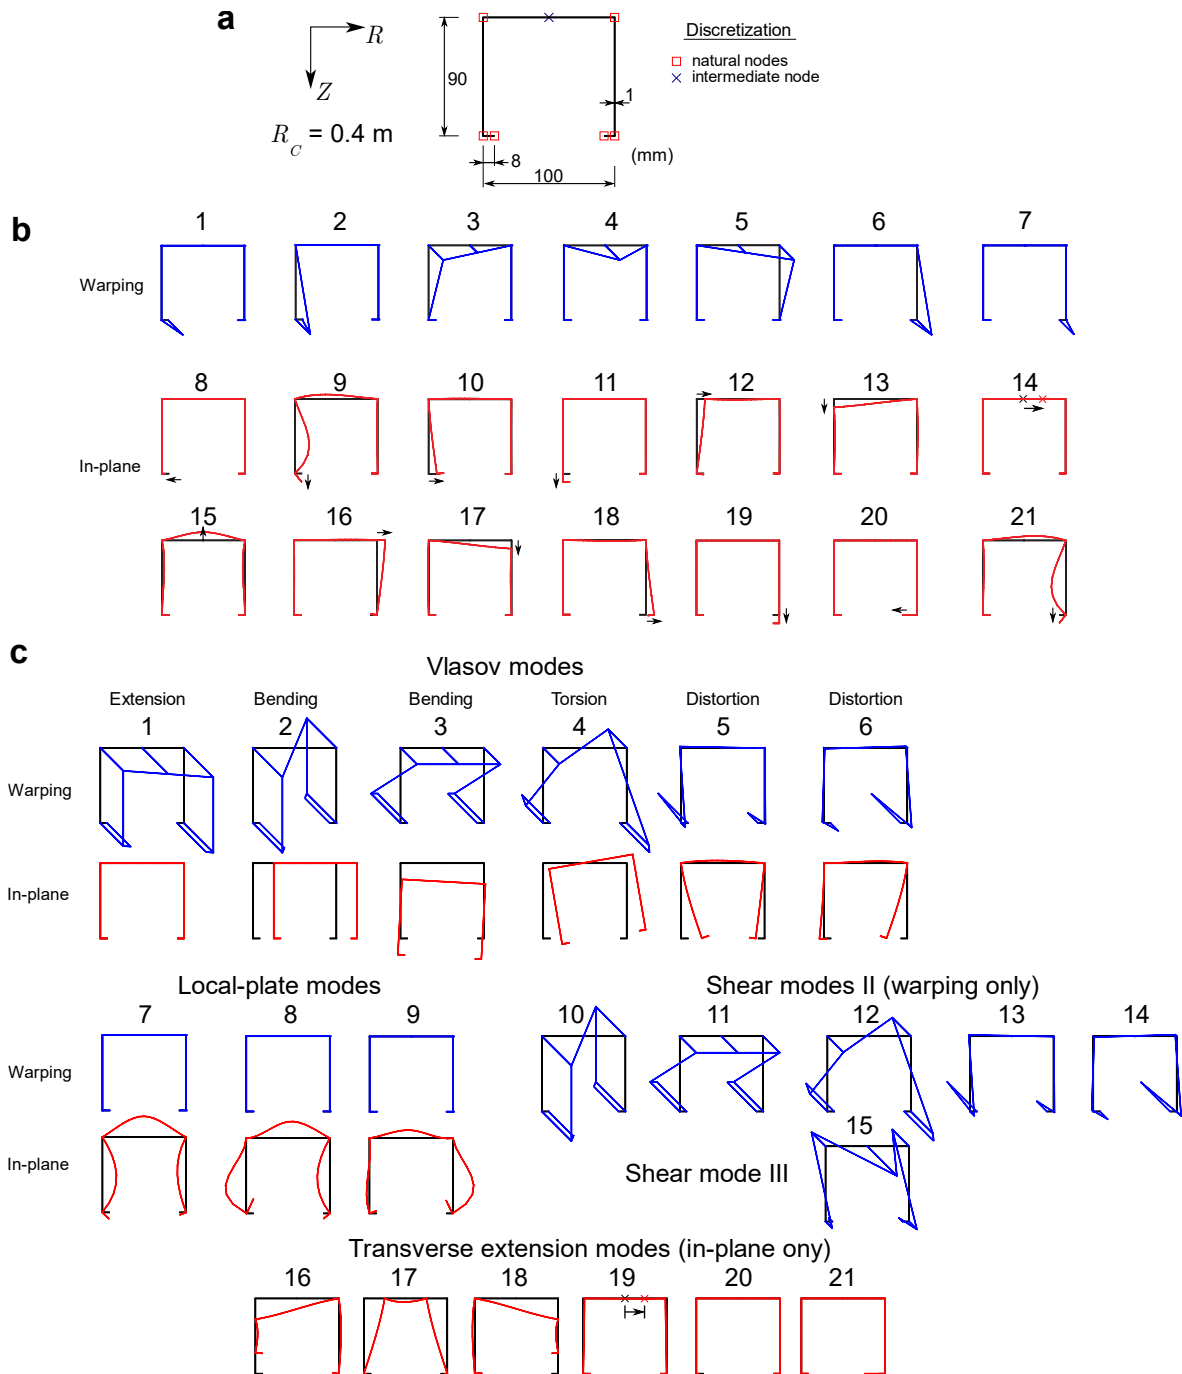 a
R
Z
R_C = 0.4 m
90
1
8
100
(mm)
Discretization
natural nodes
intermediate node
b
1 2 3 4 5 6 7
Warping
8 9 10 11 12 13 14
In-plane
15 16 17 18 19 20 21
c
Vlasov modes
Extension Bending Bending Torsion Distortion Distortion
1 2 3 4 5 6
Warping
In-plane
Local-plate modes
7 8 9
Warping
In-plane
Shear modes II (warping only)
10 11 12 13 14
15
Shear mode III
Transverse extension modes (in-plane ony)
16 17 18 19 20 21